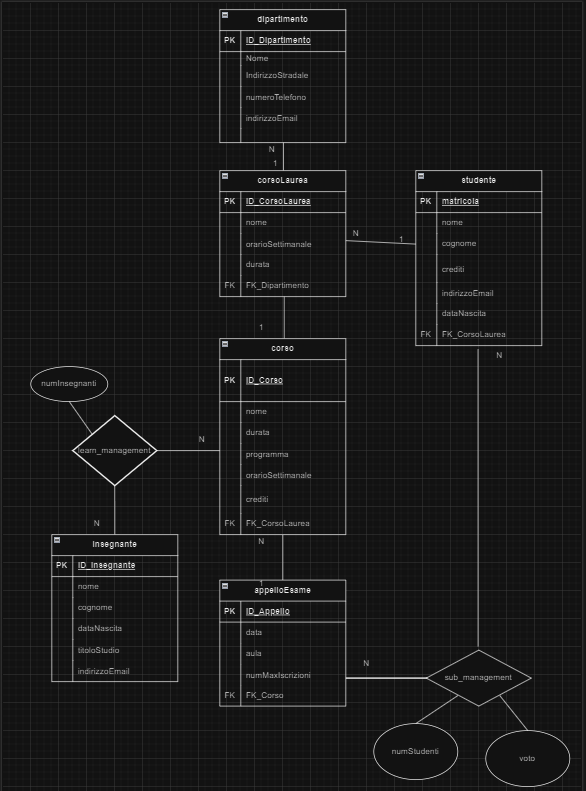 dipartimento
PK ID_Dipartimento
Nome
IndirizzoStradale
numeroTelefono
indirizzoEmail
N
1
corsoLaurea
PK ID_CorsoLaurea
nome
orarioSettimanale
durata
FK FK_Dipartimento
N
1
studente
PK matricola
nome
cognome
crediti
indirizzoEmail
dataNascita
FK FK_CorsoLaurea
N
1
corso
PK ID_Corso
nome
durata
programma
orarioSettimanale
crediti
FK FK_CorsoLaurea
numInsegnanti
learn_management
N
N
Insegnante
PK ID_Insegnante
nome
cognome
dataNascita
titoloStudio
indirizzoEmail
N
1
appelloEsame
PK ID_Appello
data
aula
numMaxIscrizioni
FK FK_Corso
N
sub_management
numStudenti
voto